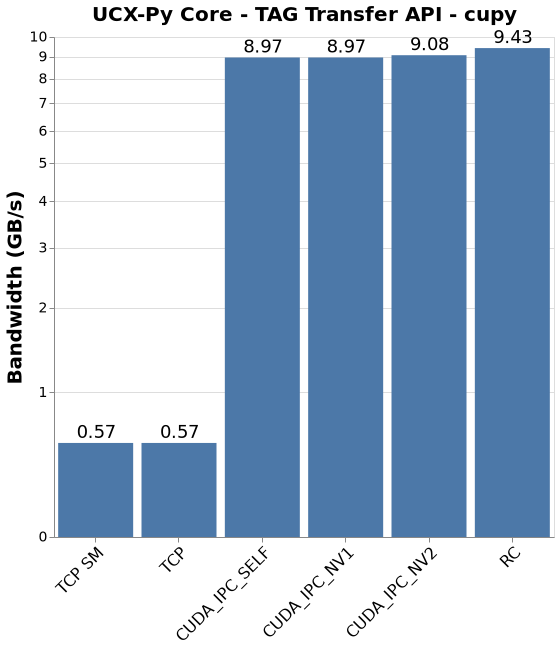 UCX-Py Core - TAG Transfer API - cupy
Bandwidth (GB/s)
10
9
8
7
6
5
4
3
2
1
0
0.57
0.57
8.97
8.97
9.08
9.43
TCP SM
TCP
CUDA_IPC_SELF
CUDA_IPC_NV1
CUDA_IPC_NV2
RC